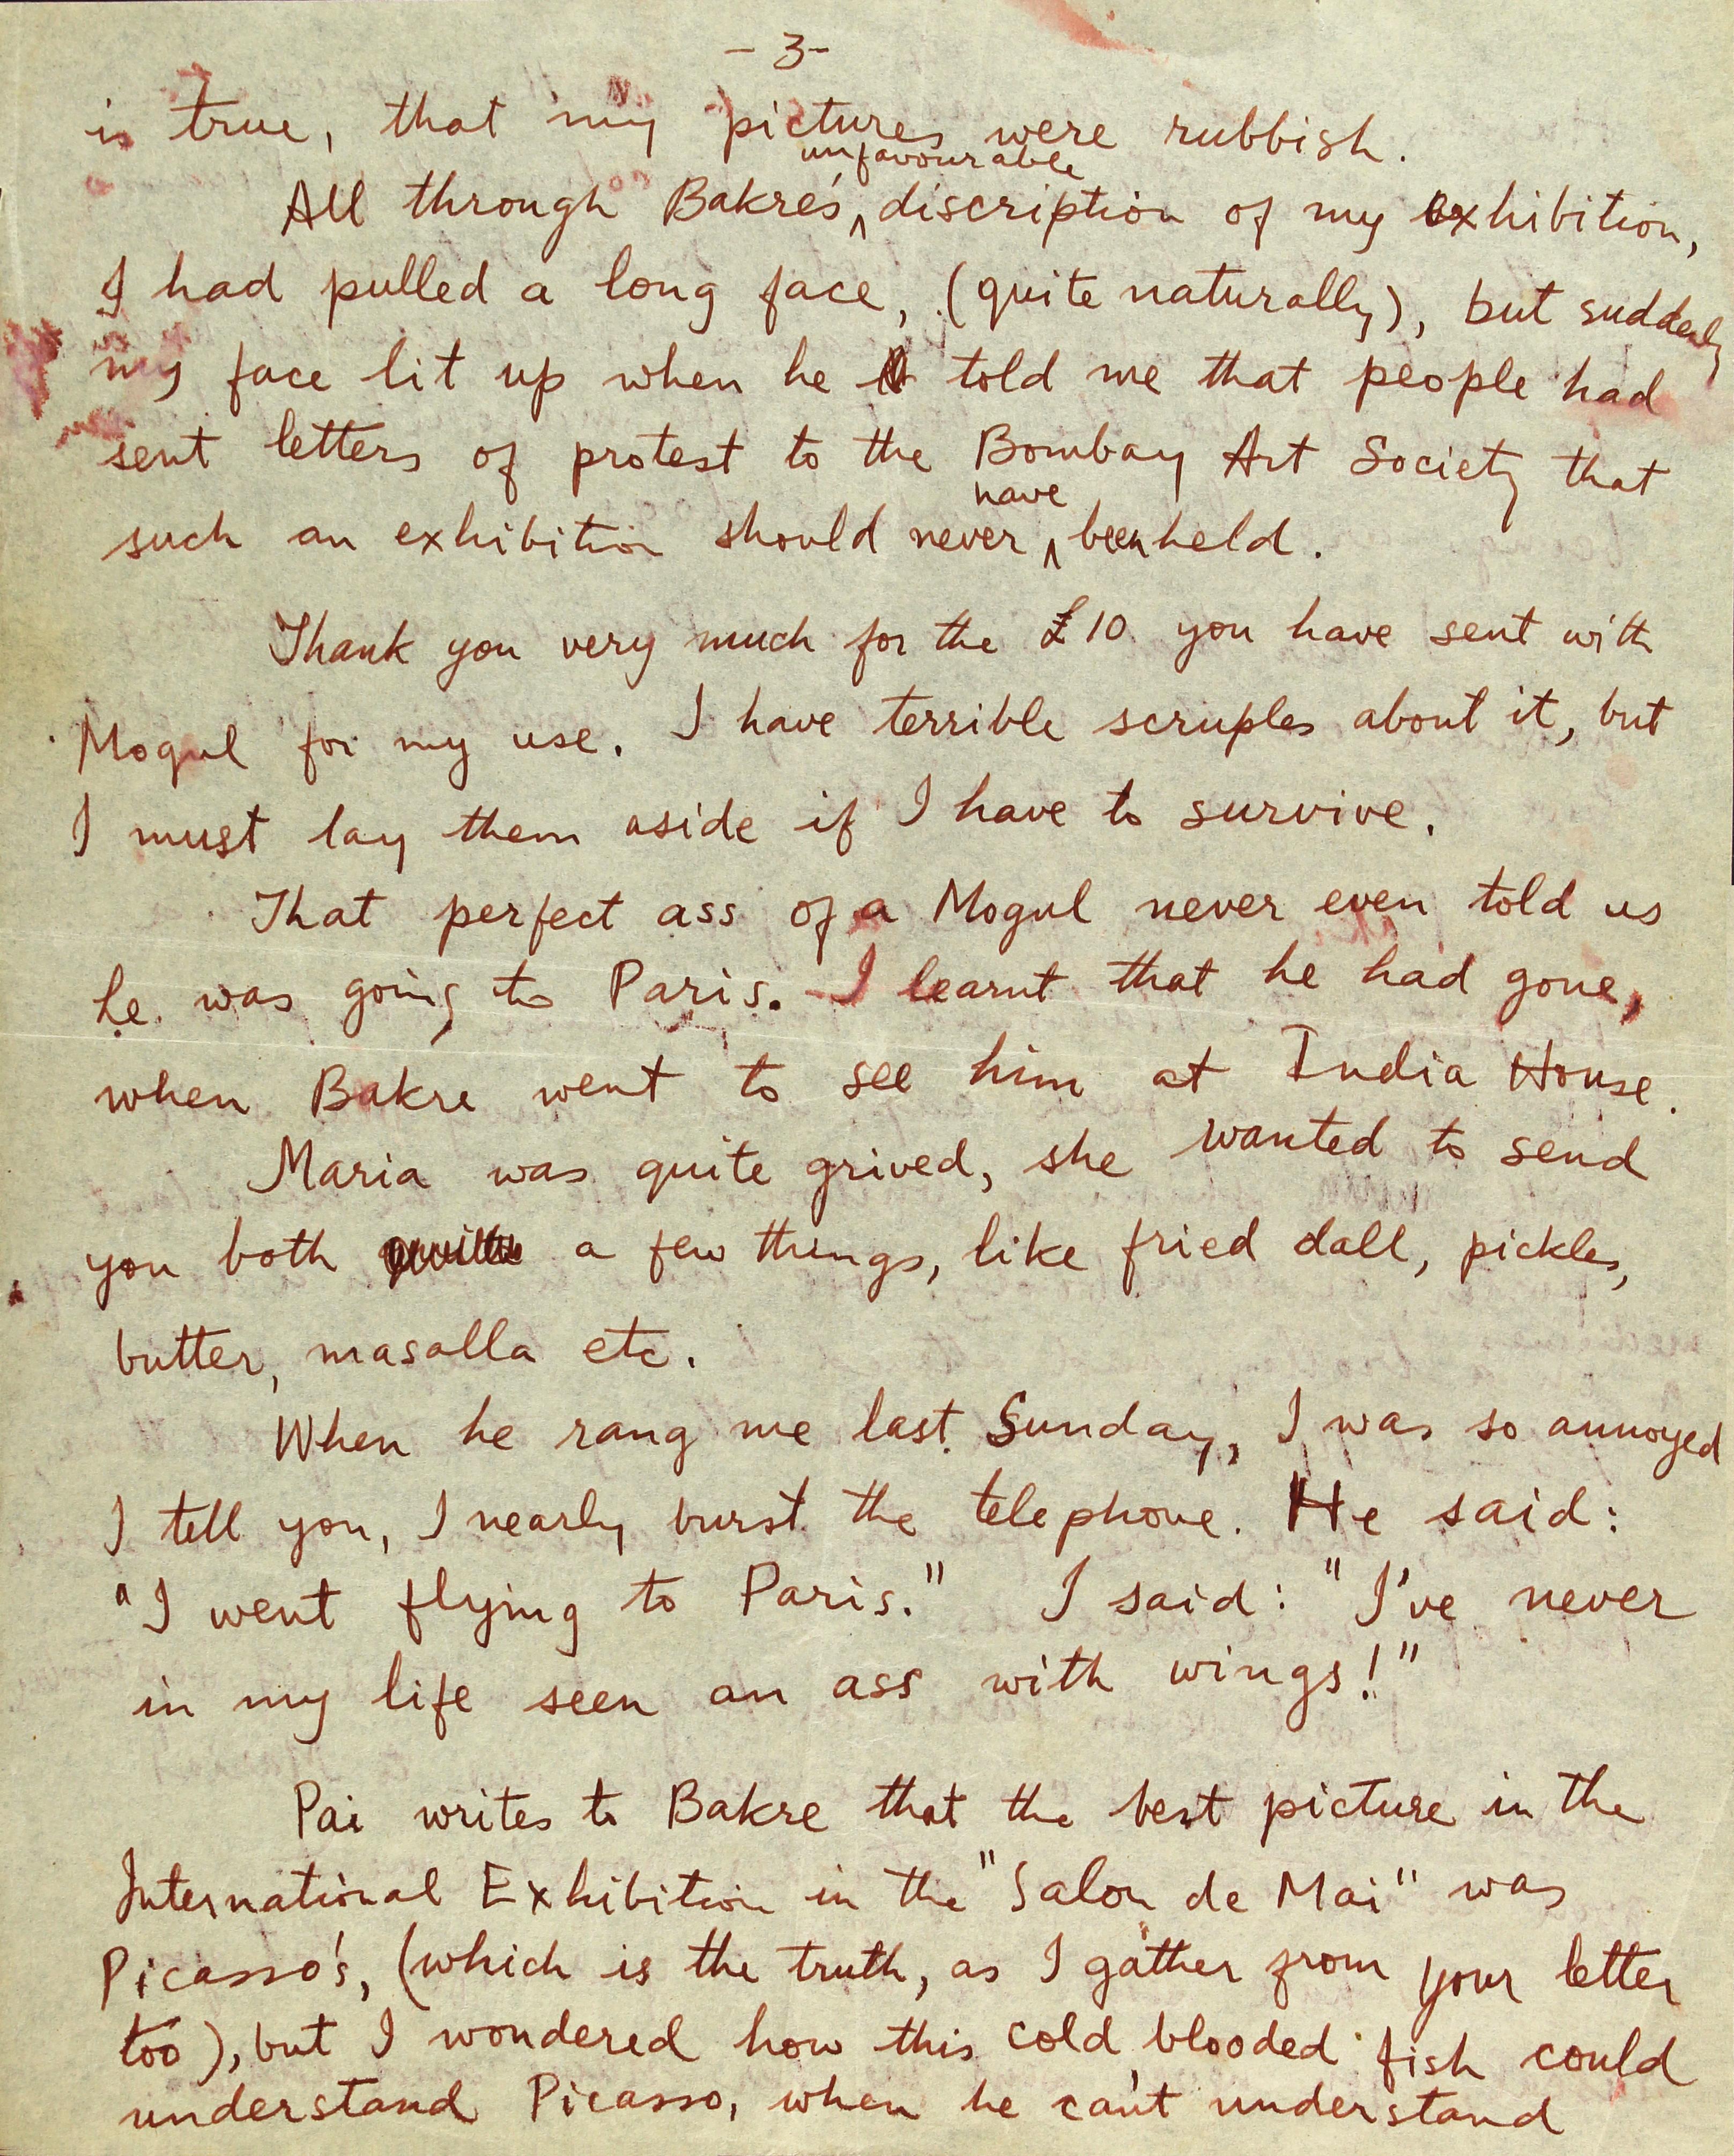 - 3 -
is true, that my pictures were rubbish.
unfavourable
All through Bakre's ^ discription of my exhibition,
I had pulled a long face, (quite naturally), but suddenly
my face lit up when he told me that people had
sent letters of protest to the Bombay Art Society that
have
such an exhibition should never ^ been held.
Thank you very much for the £10 you have sent with
Mogul for my use. I have terrible scruples about it, but
I must lay them aside if I have to survive.
That perfect ass of a Mogul never even told us
he was going to Paris. I learnt that he had gone,
when Bakre went to see him at India House.
Maria was quite grived, she wanted to send
you both a few things, like fried dall, pickles,
butter, masalla etc.
When he rang me last Sunday, I was so annoyed
I tell you, I nearly burst the telephone. He said:
"I went flying to Paris." I said: "I've never
in my life seen an ass with wings!"
Pai writes to Bakre that the best picture in the
International Exhibition in the "Salon de Mai" was
Picasso's, (which is the truth, as I gather from your letter
too), but I wondered how this cold blooded fish could
understand Picasso, when he can't understand